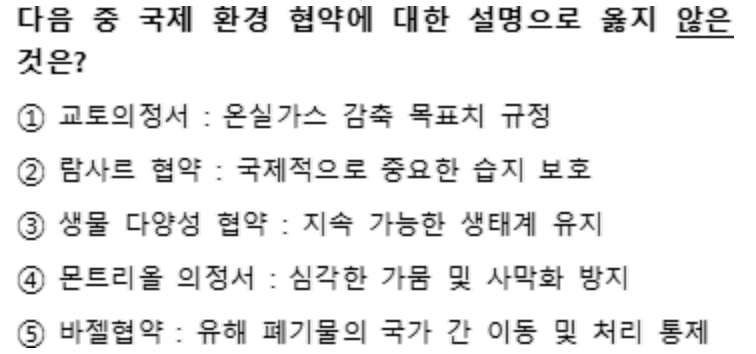 다음 중 국제 환경 협약에 대한 설명으로 옳지 않은
것은?
① 교토의정서 : 온실가스 감축 목표치 규정
② 람사르 협약 : 국제적으로 중요한 습지 보호
③ 생물 다양성 협약 : 지속 가능한 생태계 유지
④ 몬트리올 의정서 : 심각한 가뭄 및 사막화 방지
⑤ 바젤협약 : 유해 폐기물의 국가 간 이동 및 처리 통제